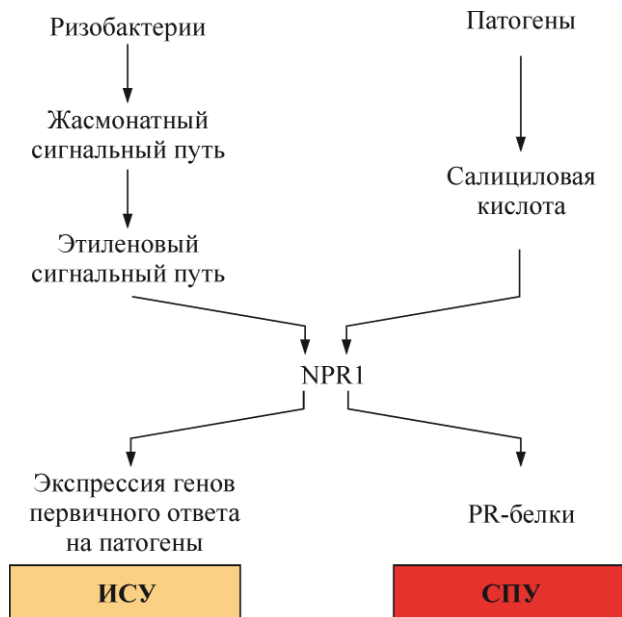 Ризобактерии
Жасмонатный
сигнальный путь
Этиленовый
сигнальный путь
Патогены
Салициловая
кислота
NPR1
Экспрессия генов
первичного ответа
на патогены
ИСУ
PR-белки
СПУ